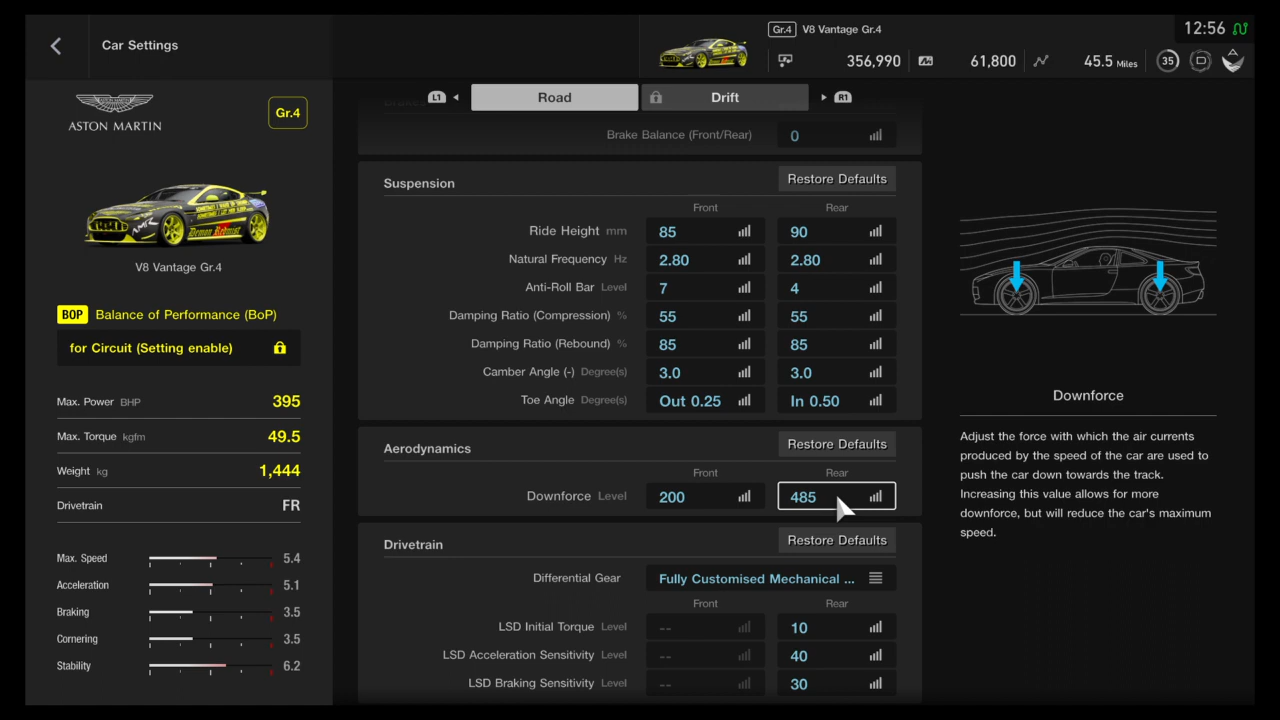 Car Settings
Gr.4 V8 Vantage Gr.4
12:56
356,990 61,800 45.5 Miles 35
L1 Road Drift R1
ASTON MARTIN
Gr.4
V8 Vantage Gr.4
BOP Balance of Performance (BoP)
for Circuit (Setting enable)
Max. Power BHP 395
Max. Torque kgfm 49.5
Weight kg 1,444
Drivetrain FR
Max. Speed 5.4
Acceleration 5.1
Braking 3.5
Cornering 3.5
Stability 6.2
Brake Balance (Front/Rear) 0
Suspension Restore Defaults
Front Rear
Ride Height mm 85 90
Natural Frequency Hz 2.80 2.80
Anti-Roll Bar Level 7 4
Damping Ratio (Compression) % 55 55
Damping Ratio (Rebound) % 85 85
Camber Angle (-) Degree(s) 3.0 3.0
Toe Angle Degree(s) Out 0.25 In 0.50
Aerodynamics Restore Defaults
Front Rear
Downforce Level 200 485
Drivetrain Restore Defaults
Differential Gear Fully Customised Mechanical ...
Front Rear
LSD Initial Torque Level -- 10
LSD Acceleration Sensitivity Level -- 40
LSD Braking Sensitivity Level -- 30
Downforce
Adjust the force with which the air currents
produced by the speed of the car are used to
push the car down towards the track.
Increasing this value allows for more
downforce, but will reduce the car's maximum
speed.